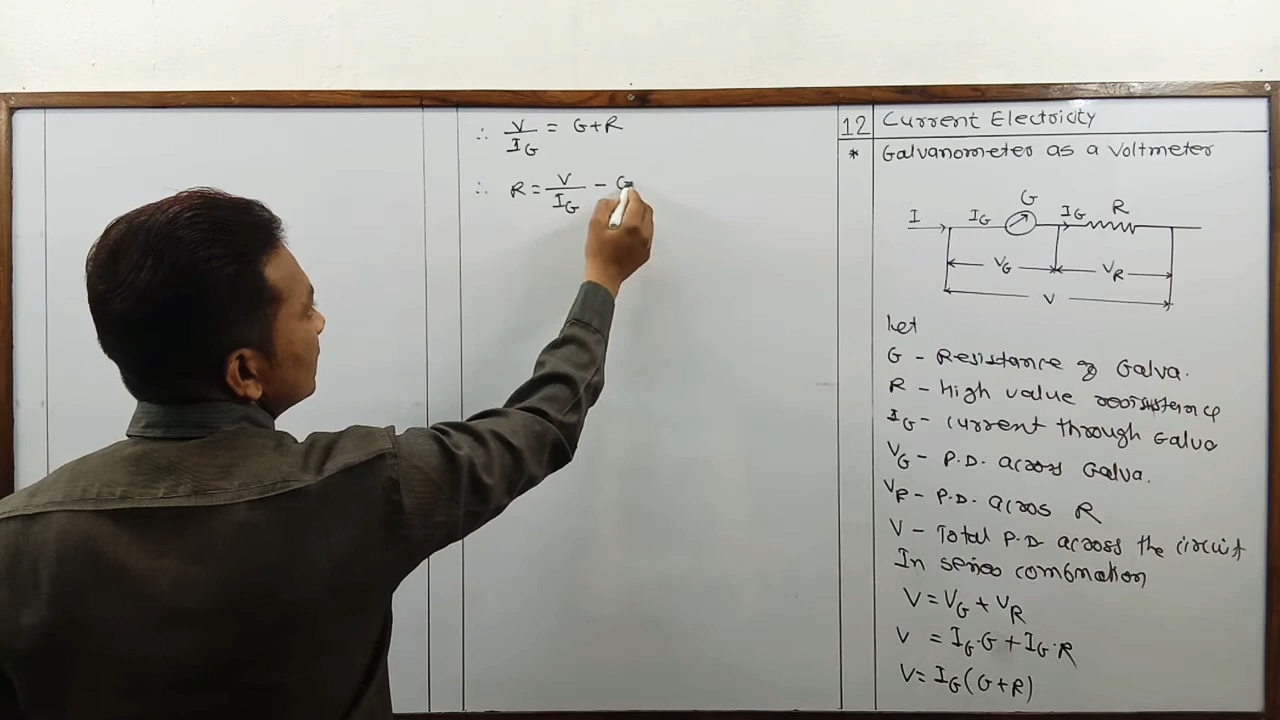 12 Current Electricity
* Galvanometer as a Voltmeter
G
I I_G I_G R
V_G V_R
V
Let
G - Resistance of Galva.
R - High value resistence
I_G - current through Galva
V_G - P.D. across Galva.
V_R - P.D. across R
V - Total P.D across the circuit
In series combination
V = V_G + V_R
V = I_G·G + I_G·R
V = I_G(G+R)
∴ V/I_G = G+R
∴ R = V/I_G - G